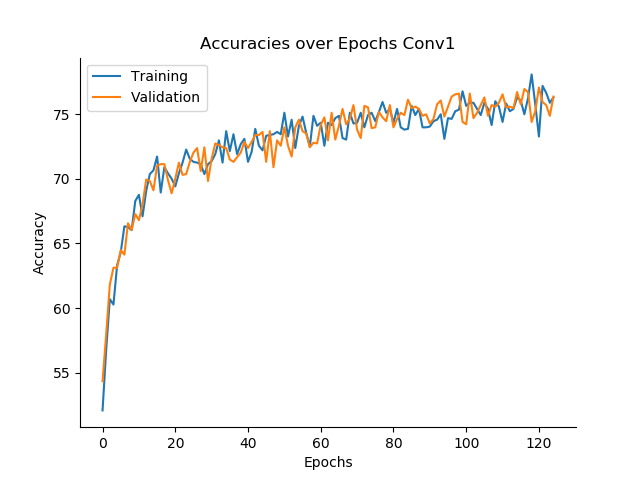 Accuracies over Epochs Conv1
Training
Validation
75
70
65
60
55
Accuracy
0 20 40 60 80 100 120
Epochs